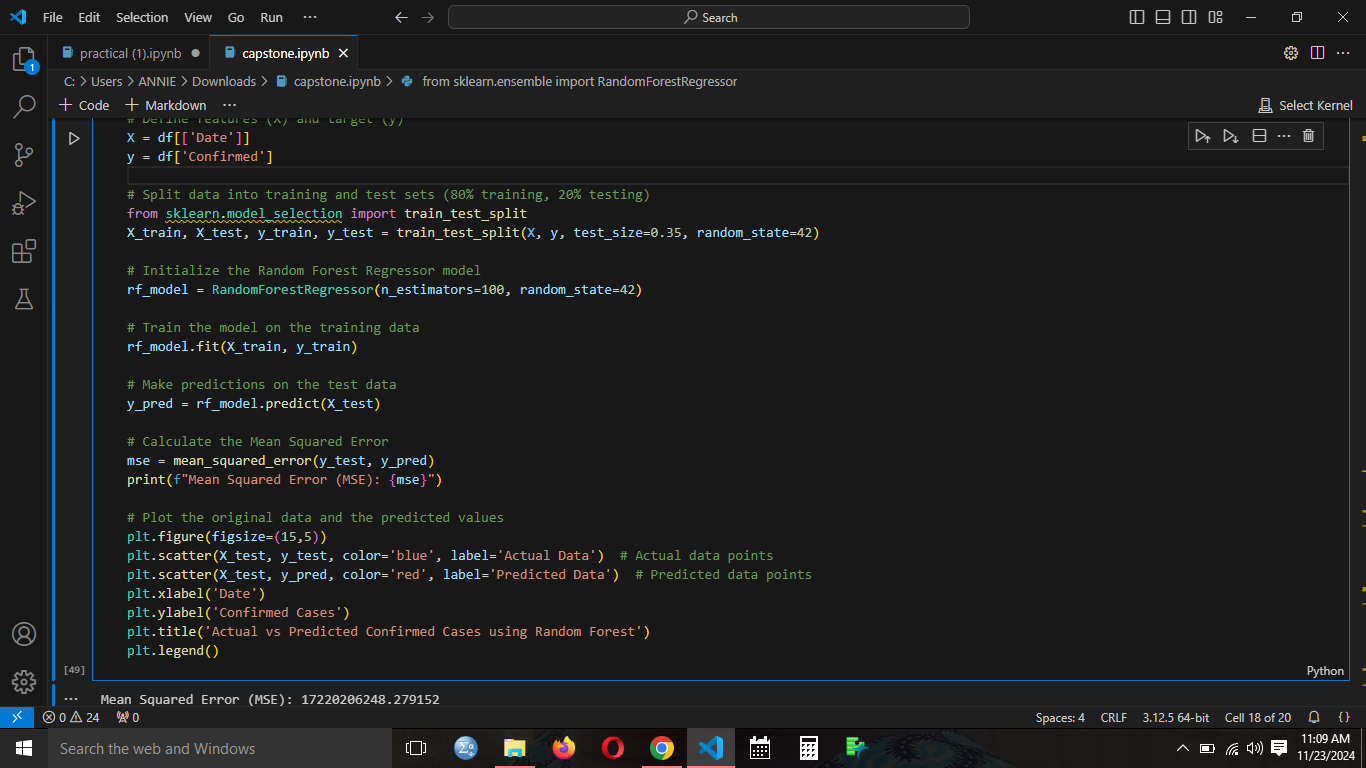 File Edit Selection View Go Run ··· Search
practical (1).ipynb capstone.ipynb
C: > Users > ANNIE > Downloads > capstone.ipynb > from sklearn.ensemble import RandomForestRegressor
+ Code + Markdown ··· Select Kernel
# Define features (X) and target (y)
X = df[['Date']]
y = df['Confirmed']
# Split data into training and test sets (80% training, 20% testing)
from sklearn.model_selection import train_test_split
X_train, X_test, y_train, y_test = train_test_split(X, y, test_size=0.35, random_state=42)
# Initialize the Random Forest Regressor model
rf_model = RandomForestRegressor(n_estimators=100, random_state=42)
# Train the model on the training data
rf_model.fit(X_train, y_train)
# Make predictions on the test data
y_pred = rf_model.predict(X_test)
# Calculate the Mean Squared Error
mse = mean_squared_error(y_test, y_pred)
print(f"Mean Squared Error (MSE): {mse}")
# Plot the original data and the predicted values
plt.figure(figsize=(15,5))
plt.scatter(X_test, y_test, color='blue', label='Actual Data')  # Actual data points
plt.scatter(X_test, y_pred, color='red', label='Predicted Data')  # Predicted data points
plt.xlabel('Date')
plt.ylabel('Confirmed Cases')
plt.title('Actual vs Predicted Confirmed Cases using Random Forest')
plt.legend()
[49] Python
··· Mean Squared Error (MSE): 17220206248.279152
0 24 0 Spaces: 4 CRLF 3.12.5 64-bit Cell 18 of 20 {}
Search the web and Windows
11:09 AM
11/23/2024
1